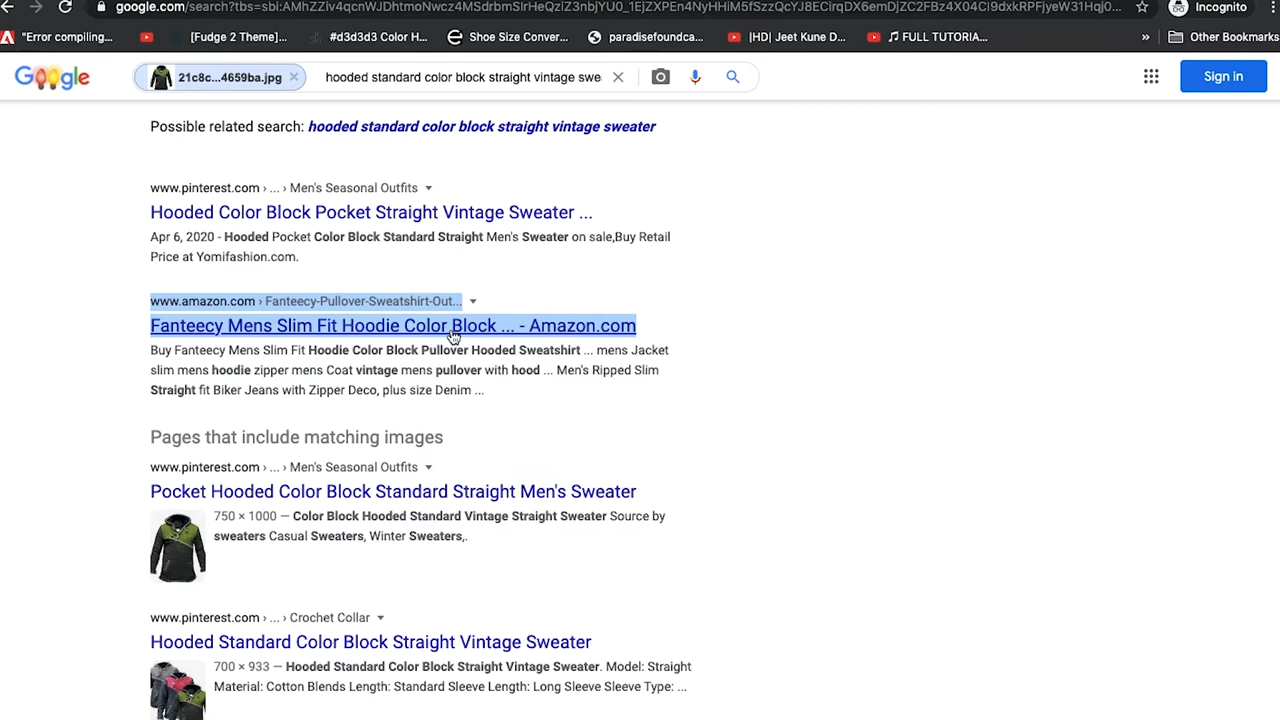 google.com/search?tbs=sbi:AMhZZiv4qcnWJDhtmoNwcz4MSdrbmSIrHeQziZ3nbjYU0_1EjZXPEn4NyHHiM5fSzzQcYJ8ECirqDX6emDjZC2FBz4X04CI9dxkRPFjyeW31Hqj0...
Incognito
"Error compiling...
[Fudge 2 Theme]...
#d3d3d3 Color H...
Shoe Size Conver...
paradisefoundca...
|HD| Jeet Kune D...
♫ FULL TUTORIA...
»
Other Bookmarks
Google
21c8c...4659ba.jpg
hooded standard color block straight vintage swe
Sign in
Possible related search: hooded standard color block straight vintage sweater
www.pinterest.com › ... › Men's Seasonal Outfits
Hooded Color Block Pocket Straight Vintage Sweater ...
Apr 6, 2020 - Hooded Pocket Color Block Standard Straight Men's Sweater on sale,Buy Retail
Price at Yomifashion.com.
www.amazon.com › Fanteecy-Pullover-Sweatshirt-Out...
Fanteecy Mens Slim Fit Hoodie Color Block ... - Amazon.com
Buy Fanteecy Mens Slim Fit Hoodie Color Block Pullover Hooded Sweatshirt ... mens Jacket
slim mens hoodie zipper mens Coat vintage mens pullover with hood ... Men's Ripped Slim
Straight fit Biker Jeans with Zipper Deco, plus size Denim ...
Pages that include matching images
www.pinterest.com › ... › Men's Seasonal Outfits
Pocket Hooded Color Block Standard Straight Men's Sweater
750 × 1000 — Color Block Hooded Standard Vintage Straight Sweater Source by
sweaters Casual Sweaters, Winter Sweaters,.
www.pinterest.com › ... › Crochet Collar
Hooded Standard Color Block Straight Vintage Sweater
700 × 933 — Hooded Standard Color Block Straight Vintage Sweater. Model: Straight
Material: Cotton Blends Length: Standard Sleeve Length: Long Sleeve Sleeve Type: ...